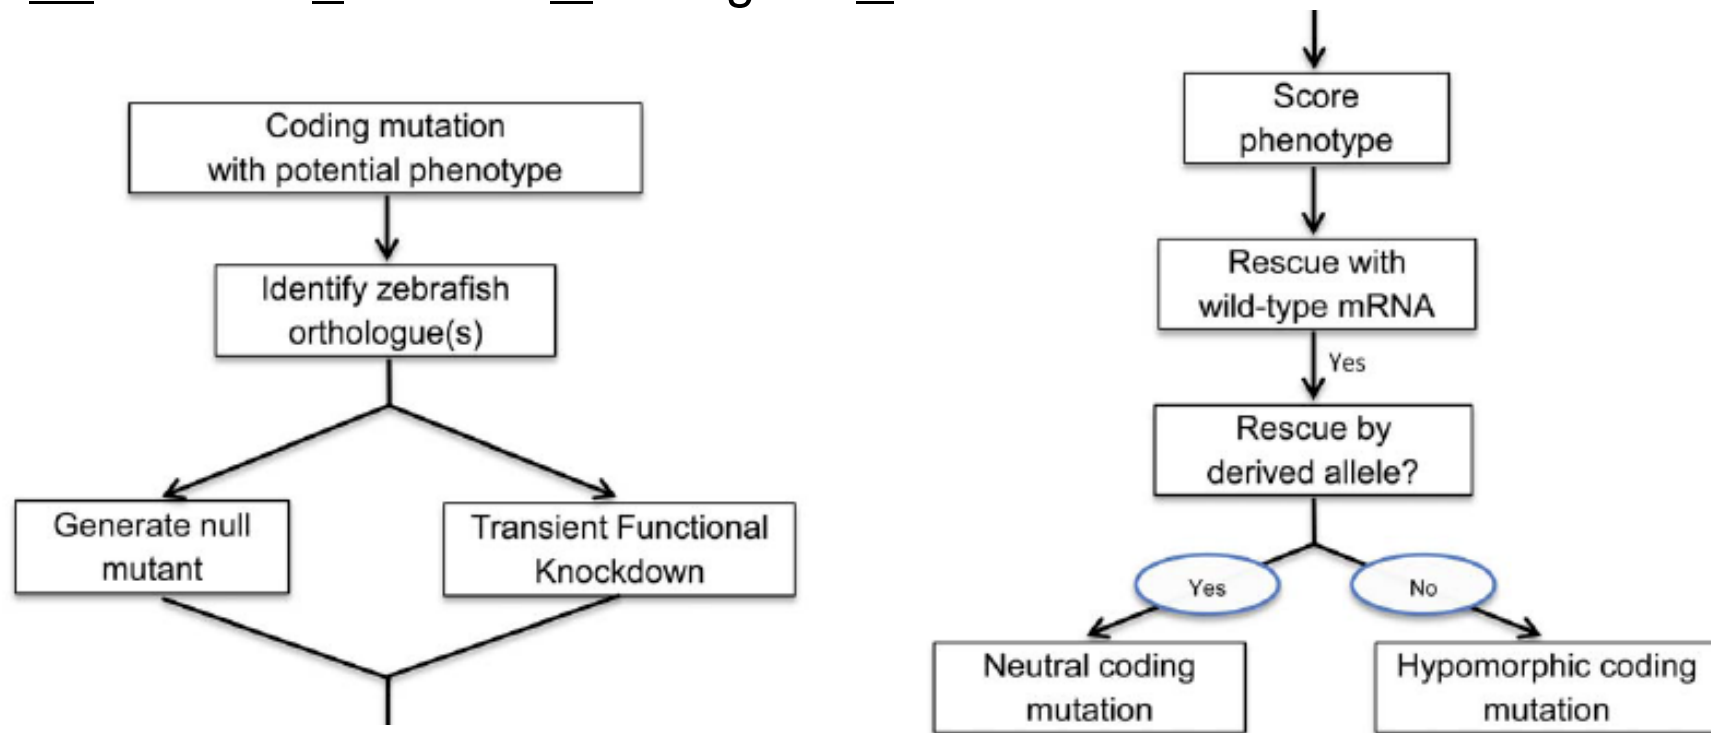 Coding mutation
with potential phenotype
Identify zebrafish
orthologue(s)
Generate null
mutant
Transient Functional
Knockdown
Score
phenotype
Rescue with
wild-type mRNA
Yes
Rescue by
derived allele?
Yes
No
Neutral coding
mutation
Hypomorphic coding
mutation